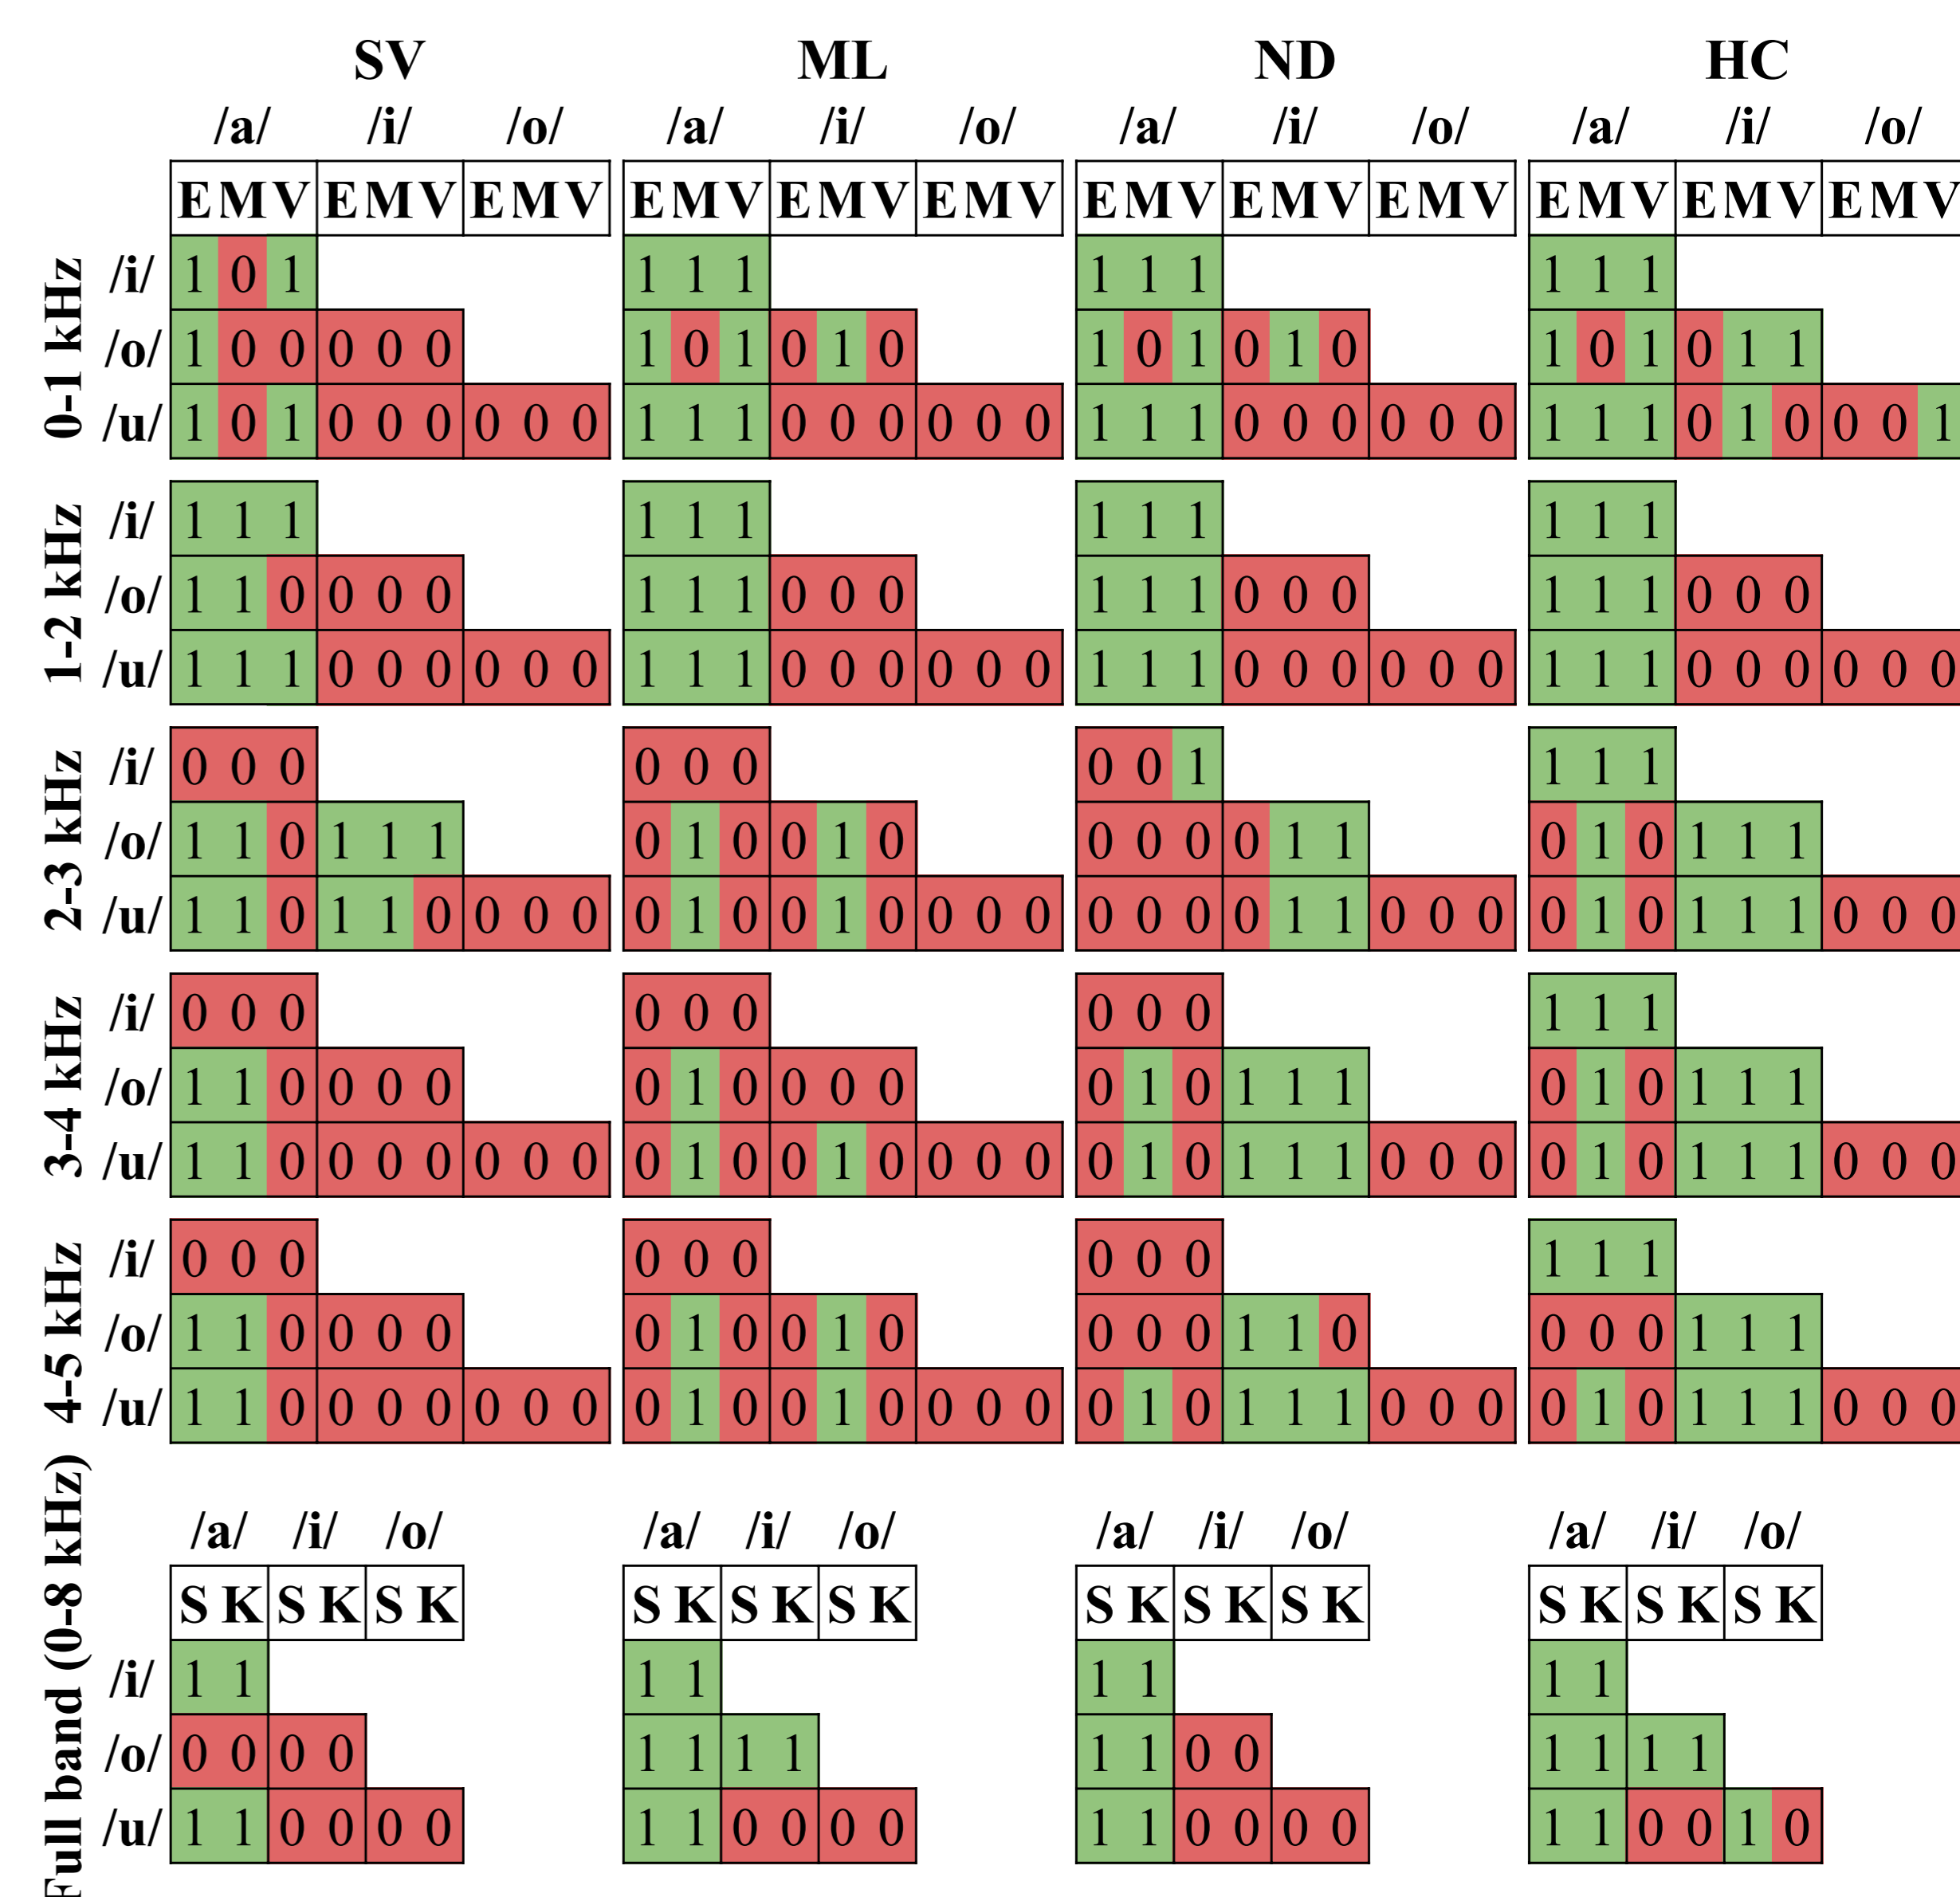 SV ML ND HC
/a/ /i/ /o/ /a/ /i/ /o/ /a/ /i/ /o/ /a/ /i/ /o/
E M V E M V E M V E M V E M V E M V E M V E M V E M V E M V E M V E M V
0-1 kHz
/i/ 1 0 1 1 1 1 1 1 1 1 1 1
/o/ 1 0 0 0 0 0 1 0 1 0 1 0 1 0 1 0 1 0 1 0 1 0 1 1
/u/ 1 0 1 0 0 0 0 0 0 1 1 1 0 0 0 0 0 0 1 1 1 0 0 0 0 0 0 1 1 1 0 1 0 0 0 1
1-2 kHz
/i/ 1 1 1 1 1 1 1 1 1 1 1 1
/o/ 1 1 0 0 0 0 1 1 1 0 0 0 1 1 1 0 0 0 1 1 1 0 0 0
/u/ 1 1 1 0 0 0 0 0 0 1 1 1 0 0 0 0 0 0 1 1 1 0 0 0 0 0 0 1 1 1 0 0 0 0 0 0
2-3 kHz
/i/ 0 0 0 0 0 0 0 0 1 1 1 1
/o/ 1 1 0 1 1 1 0 1 0 0 1 0 0 0 0 0 1 1 0 1 0 1 1 1
/u/ 1 1 0 1 1 0 0 0 0 0 1 0 0 1 0 0 0 0 0 0 0 0 1 1 0 0 0 0 1 0 1 1 1 0 0 0
3-4 kHz
/i/ 0 0 0 0 0 0 0 0 0 1 1 1
/o/ 1 1 0 0 0 0 0 1 0 0 0 0 0 1 0 1 1 1 0 1 0 1 1 1
/u/ 1 1 0 0 0 0 0 0 0 0 1 0 0 1 0 0 0 0 0 1 0 1 1 1 0 0 0 0 1 0 1 1 1 0 0 0
4-5 kHz
/i/ 0 0 0 0 0 0 0 0 0 1 1 1
/o/ 1 1 0 0 0 0 0 1 0 0 1 0 0 0 0 1 1 0 0 0 0 1 1 1
/u/ 1 1 0 0 0 0 0 0 0 0 1 0 0 1 0 0 0 0 0 1 0 1 1 1 0 0 0 0 1 0 1 1 1 0 0 0
Full band (0-8 kHz)
/a/ /i/ /o/ /a/ /i/ /o/ /a/ /i/ /o/ /a/ /i/ /o/
S K S K S K S K S K S K S K S K S K S K S K S K
/i/ 1 1 1 1 1 1 1 1
/o/ 0 0 0 0 1 1 1 1 1 1 0 0 1 1 1 1
/u/ 1 1 0 0 0 0 1 1 0 0 0 0 1 1 0 0 0 0 1 1 0 0 1 0